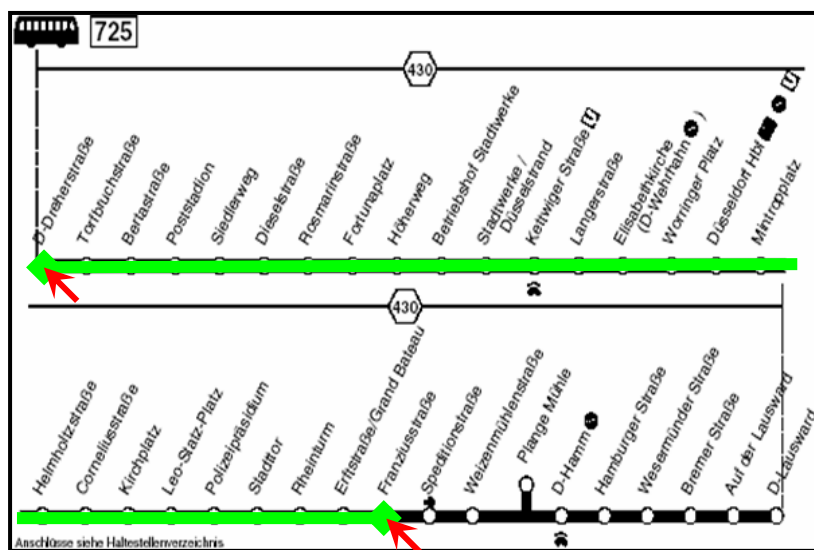 725
430
D-Dreherstraße
Torfbruchstraße
Bertastraße
Poststadion
Siedlerweg
Dieselstraße
Rosmarinstraße
Fortunaplatz
Höherweg
Betriebshof Stadtwerke
Stadtwerke /
Düsselstrand
Kettwiger Straße U
Langerstraße
Elisabethkirche
(D-Wehrhahn S )
Worringer Platz
Düsseldorf Hbf S U
Mintropplatz
430
Helmholtzstraße
Corneliusstraße
Kirchplatz
Leo-Statz-Platz
Polizeipäsidium
Stadttor
Rheinturm
Erftstraße/Grand Bateau
Franziusstraße
Speditionstraße
Weizenmühlenstraße
Plange Mühle
D-Hamm S
Hamburger Straße
Wesermünder Straße
Bremer Straße
Auf der Lausward
D-Lausward
Anschlüsse siehe Haltestellenverzeichnis